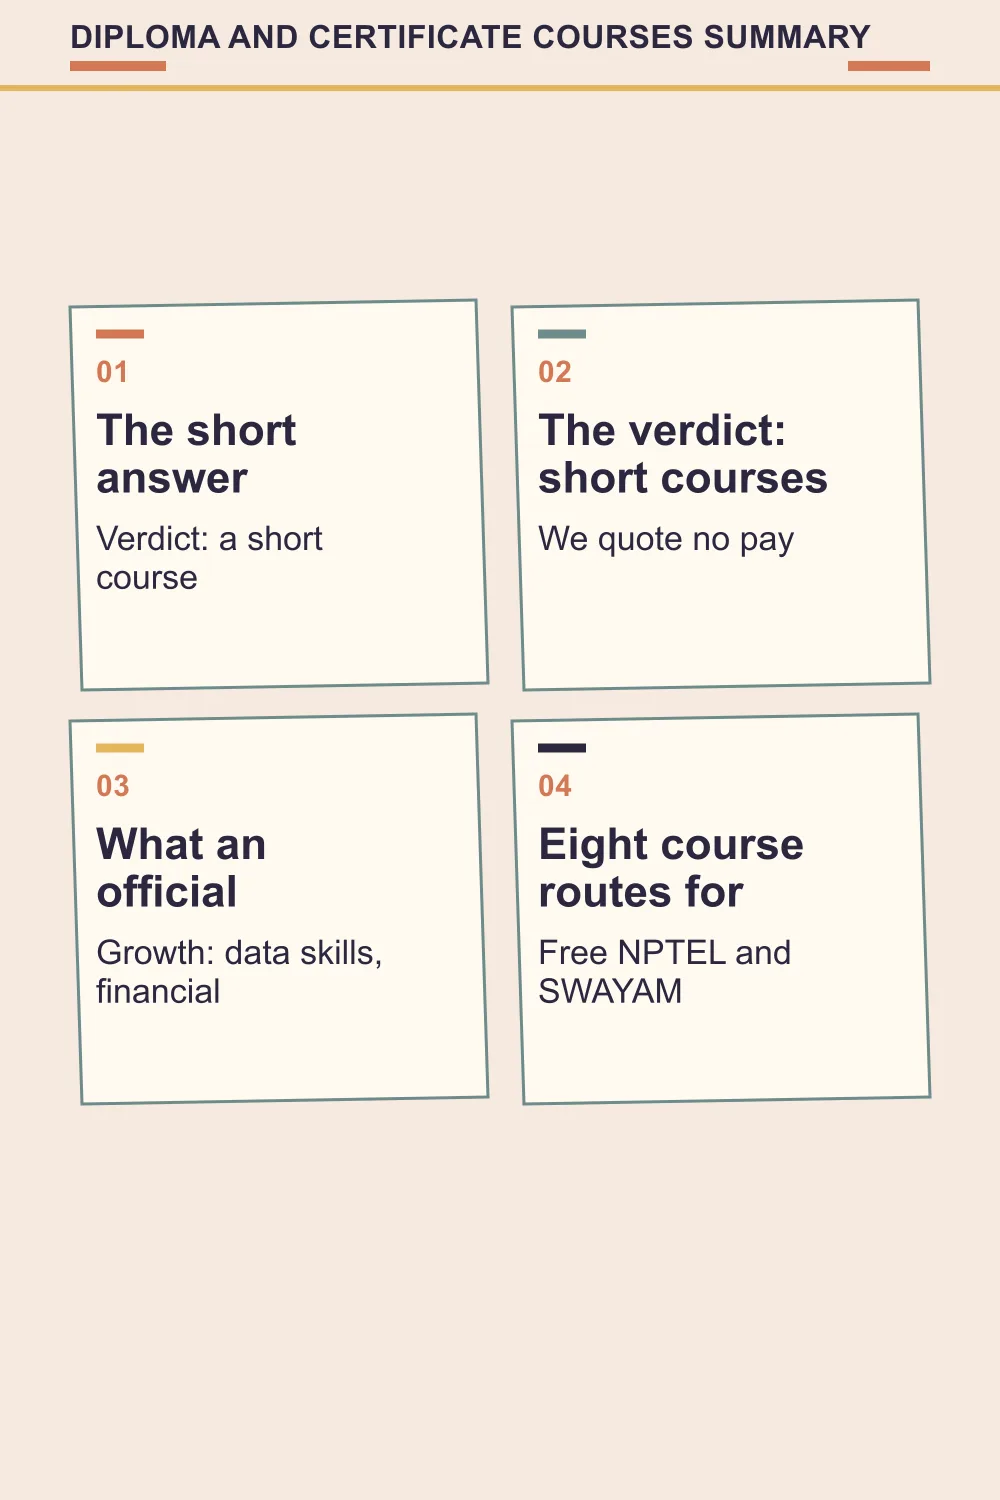 DIPLOMA AND CERTIFICATE COURSES SUMMARY
01
The short
answer
Verdict: a short
course
02
The verdict:
short courses
We quote no pay
03
What an
official
Growth: data skills,
financial
04
Eight course
routes for
Free NPTEL and
SWAYAM